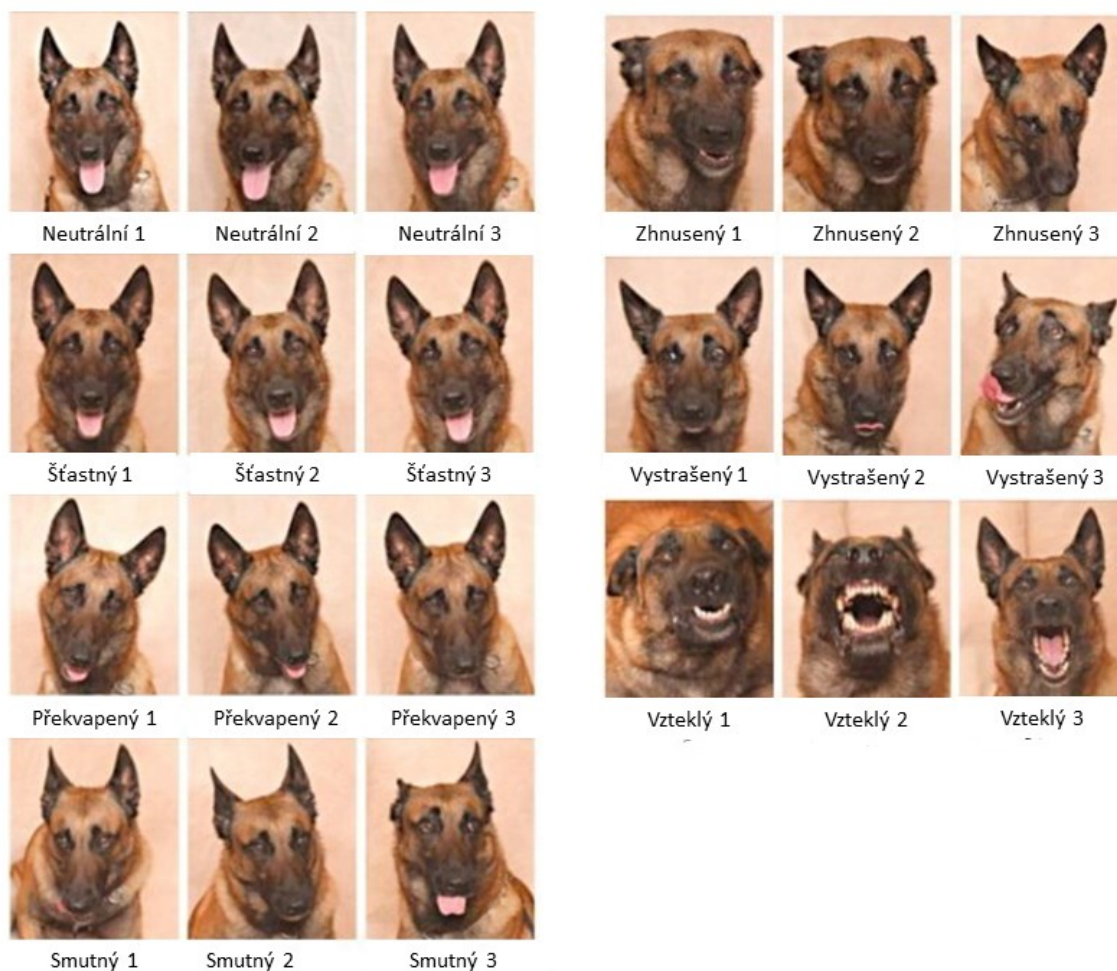 Neutrální 1
Neutrální 2
Neutrální 3
Šťastný 1
Šťastný 2
Šťastný 3
Překvapený 1
Překvapený 2
Překvapený 3
Smutný 1
Smutný 2
Smutný 3
Zhnusený 1
Zhnusený 2
Zhnusený 3
Vystrašený 1
Vystrašený 2
Vystrašený 3
Vzteklý 1
Vzteklý 2
Vzteklý 3